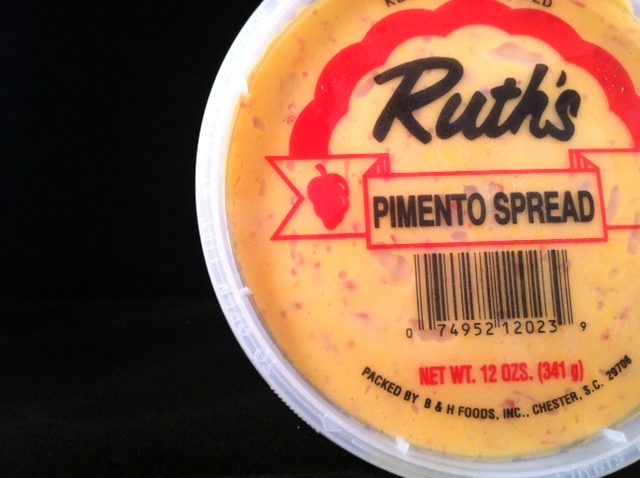 Ruth's
PIMENTO SPREAD
0 74952 12023 9
NET WT. 12 OZS. (341 g)
PACKED BY B & H FOODS, INC., CHESTER, S.C. 29706